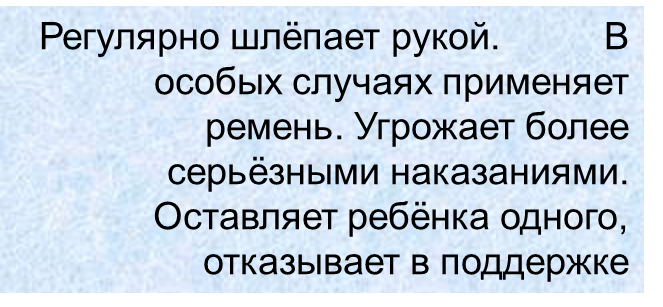 Регулярно шлёпает рукой. В
особых случаях применяет
ремень. Угрожает более
серьёзными наказаниями.
Оставляет ребёнка одного,
отказывает в поддержке